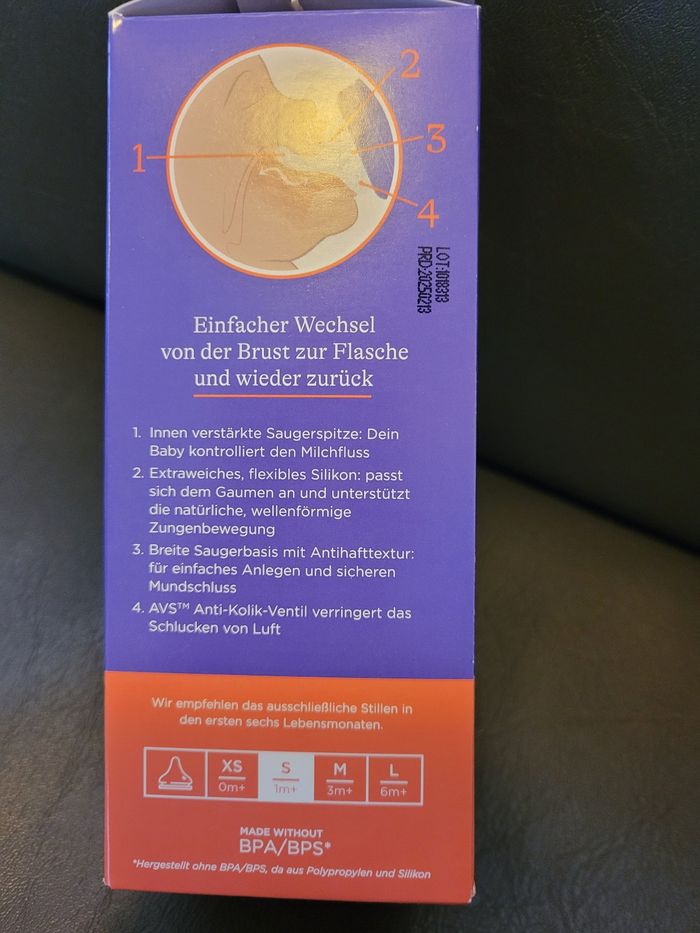 2
3
1
4
LOT:1018313
PRD:20250213
Einfacher Wechsel
von der Brust zur Flasche
und wieder zurück
1. Innen verstärkte Saugerspitze: Dein
Baby kontrolliert den Milchfluss
2. Extraweiches, flexibles Silikon: passt
sich dem Gaumen an und unterstützt
die natürliche, wellenförmige
Zungenbewegung
3. Breite Saugerbasis mit Antihafttextur:
für einfaches Anlegen und sicheren
Mundschluss
4. AVS™ Anti-Kolik-Ventil verringert das
Schlucken von Luft
Wir empfehlen das ausschließliche Stillen in
den ersten sechs Lebensmonaten.
XS S M L
0m+ 1m+ 3m+ 6m+
MADE WITHOUT
BPA/BPS*
*Hergestellt ohne BPA/BPS, da aus Polypropylen und Silikon